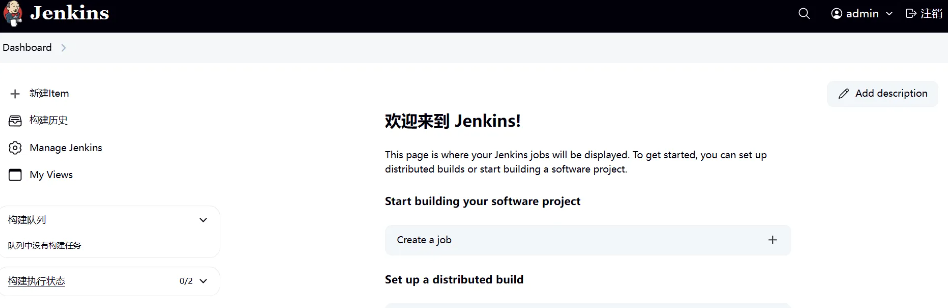 Jenkins
admin
注销
Dashboard
新建Item
Add description
构建历史
欢迎来到 Jenkins!
Manage Jenkins
This page is where your Jenkins jobs will be displayed. To get started, you can set up
distributed builds or start building a software project.
My Views
Start building your software project
构建队列
队列中没有构建任务
Create a job
构建执行状态
0/2
Set up a distributed build